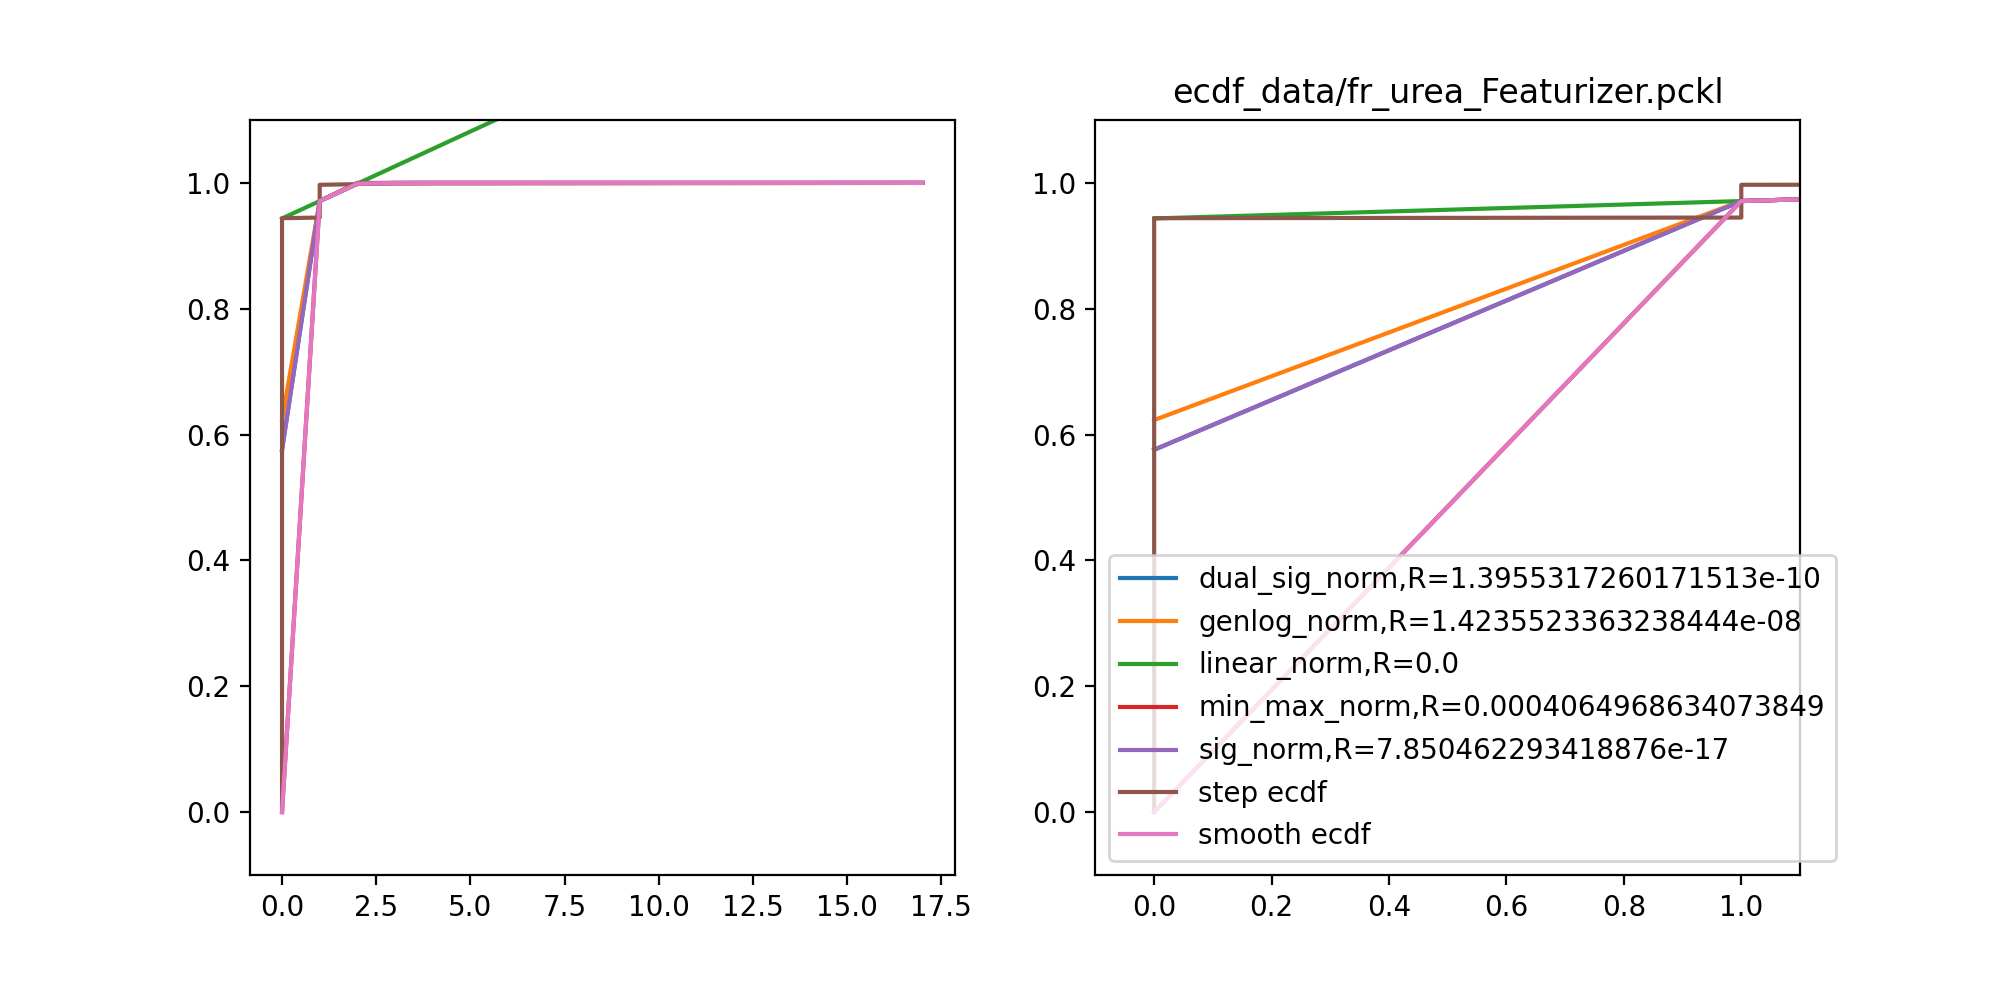 ecdf_data/fr_urea_Featurizer.pckl
1.0
0.8
0.6
0.4
0.2
0.0
0.0 2.5 5.0 7.5 10.0 12.5 15.0 17.5
1.0
0.8
0.6
0.4
0.2
0.0
dual_sig_norm,R=1.3955317260171513e-10
genlog_norm,R=1.4235523363238444e-08
linear_norm,R=0.0
min_max_norm,R=0.0004064968634073849
sig_norm,R=7.850462293418876e-17
step ecdf
smooth ecdf
0.0 0.2 0.4 0.6 0.8 1.0